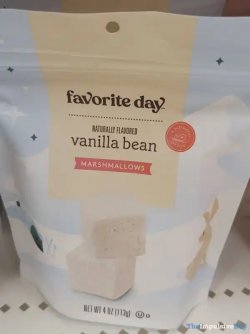 favorite day
NATURALLY FLAVORED
vanilla bean
MARSHMALLOWS
NET WT 4 OZ (113g)
The Impulsive Buy